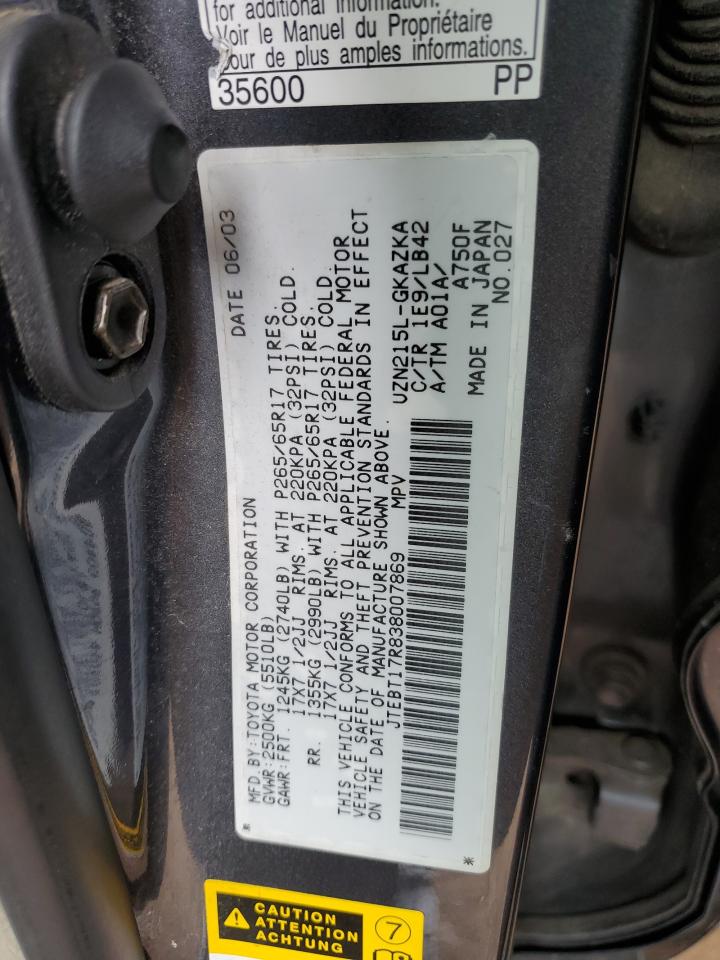 for additional information.
Voir le Manuel du Propriétaire
pour de plus amples informations.
35600 PP
MFD.BY:TOYOTA MOTOR CORPORATION DATE 06/03
GVWR:2500KG (5510LB)
GAWR:FRT. 1245KG (2740LB) WITH P265/65R17 TIRES.
17X7 1/2JJ RIMS. AT 220KPA (32PSI) COLD.
RR. 1355KG (2990LB) WITH P265/65R17 TIRES.
17X7 1/2JJ RIMS. AT 220KPA (32PSI) COLD.
THIS VEHICLE CONFORMS TO ALL APPLICABLE FEDERAL MOTOR
VEHICLE SAFETY AND THEFT PREVENTION STANDARDS IN EFFECT
ON THE DATE OF MANUFACTURE SHOWN ABOVE.
JTEBT17R838007869 MPV
UZN215L-GKAZKA
C/TR 1E9/LB42
A/TM A01A/
A750F
MADE IN JAPAN
NO.027
CAUTION
ATTENTION
ACHTUNG
7